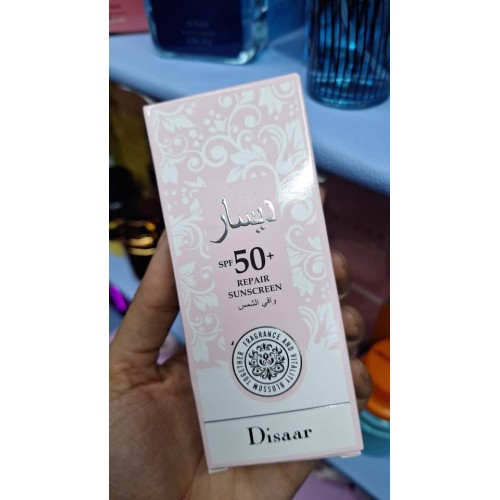 ديسار
SPF 50+
REPAIR
SUNSCREEN
واقي الشمس
FRAGRANCE AND VITALITY BLOSSOM TOGETHER
Disaar